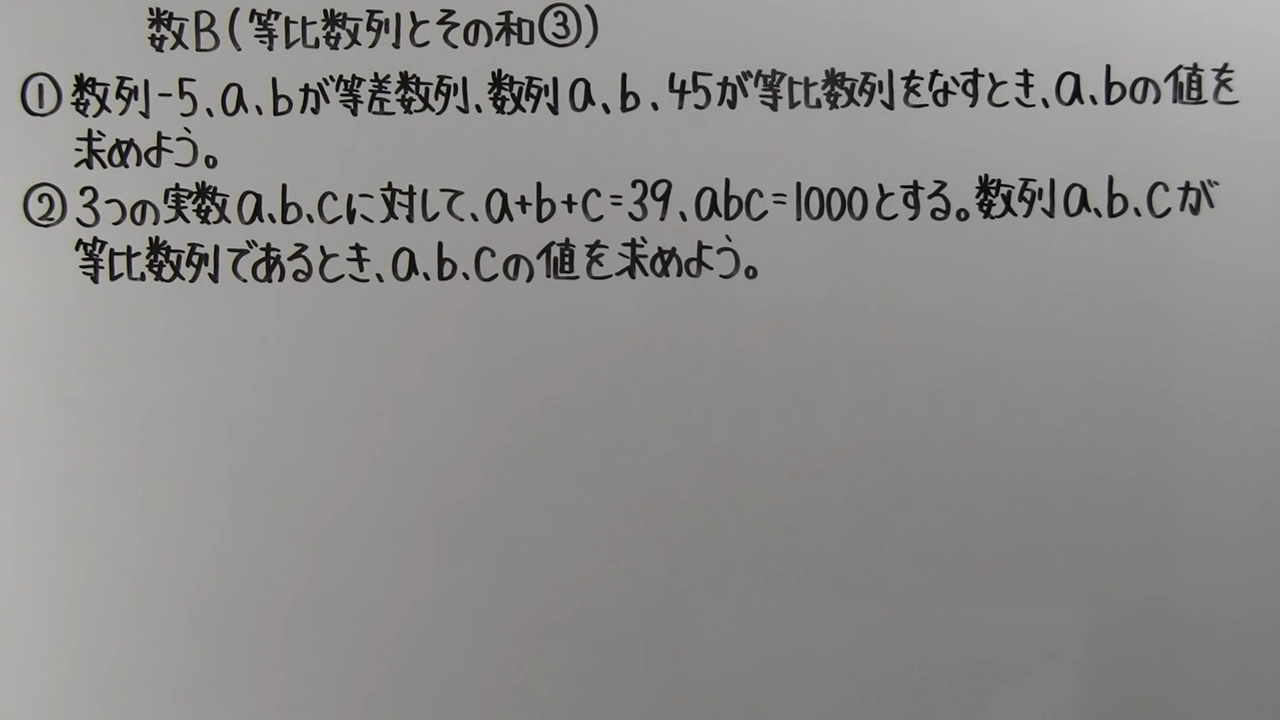 数B(等比数列とその和③)
①数列-5、a、bが等差数列、数列a、b、45が等比数列をなすとき、a、bの値を
求めよう。
②3つの実数a、b、cに対して、a+b+c=39、abc=1000とする。数列a、b、cが
等比数列であるとき、a、b、cの値を求めよう。